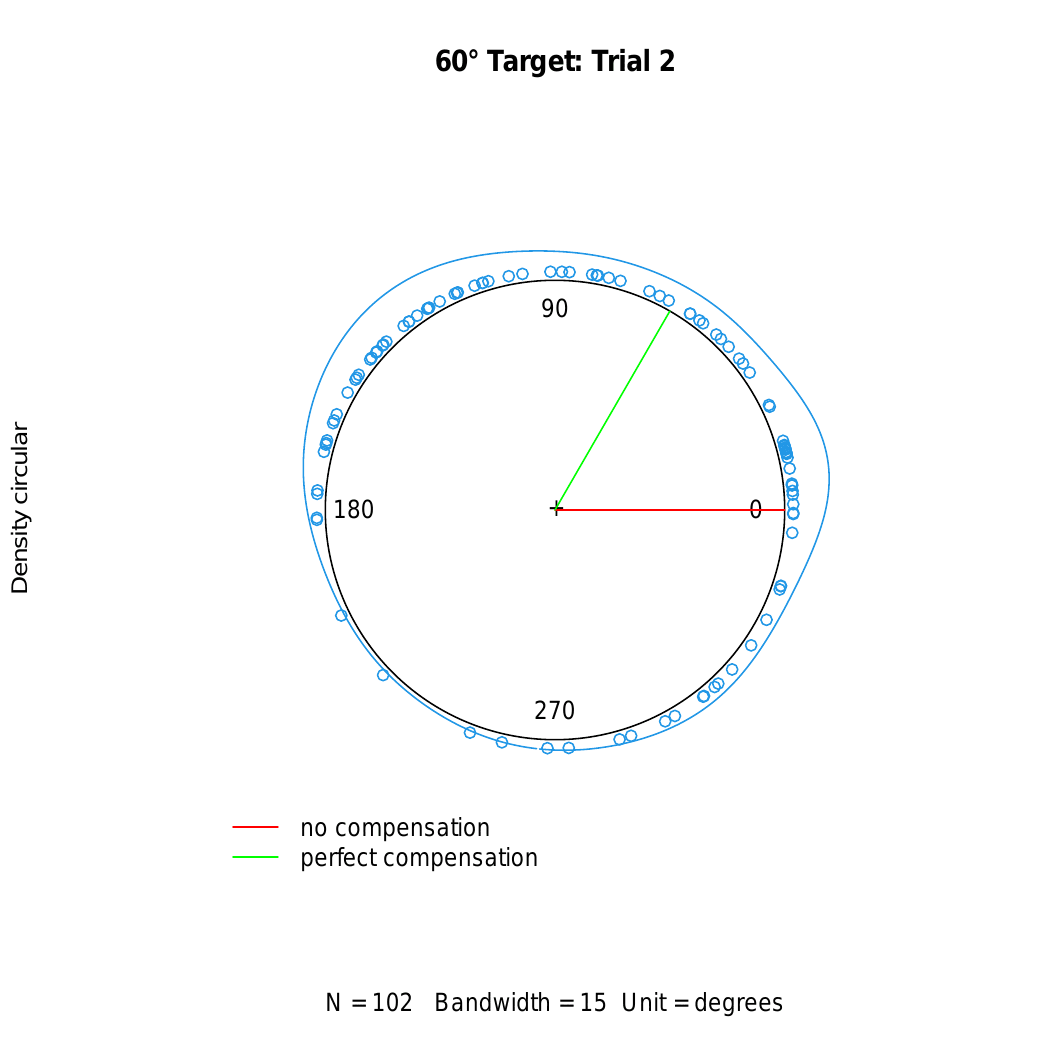 60° Target: Trial 2
90
180
0
270
Density circular
no compensation
perfect compensation
N = 102 Bandwidth = 15 Unit = degrees